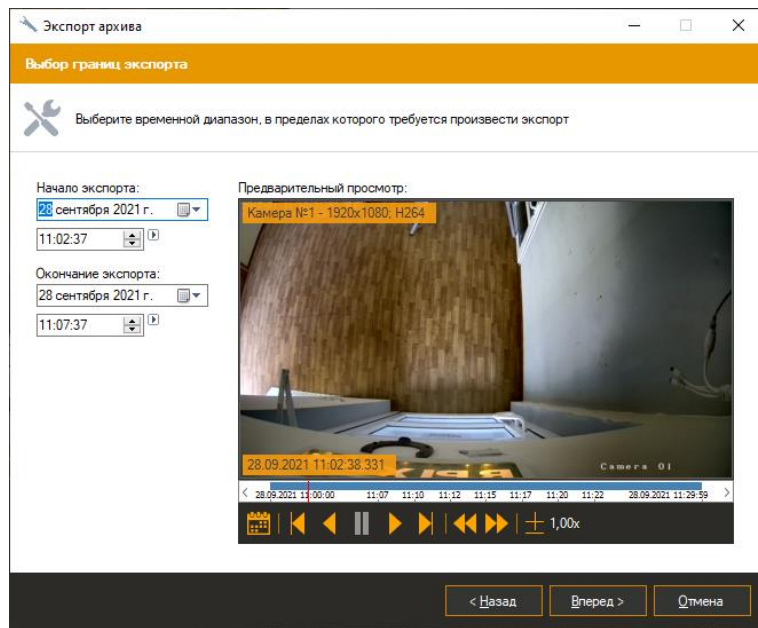 Экспорт архива
Выбор границ экспорта
Выберите временной диапазон, в пределах которого требуется произвести экспорт
Начало экспорта:
28 сентября 2021 г.
11:02:37
Окончание экспорта:
28 сентября 2021 г.
11:07:37
Предварительный просмотр:
Камера №1 - 1920x1080; H264
28.09.2021 11:02:38.331
Camera 01
28.09.2021 11:00:00 11:07 11:10 11:12 11:15 11:17 11:20 11:22 28.09.2021 11:29:59
1,00x
< Назад Вперед > Отмена